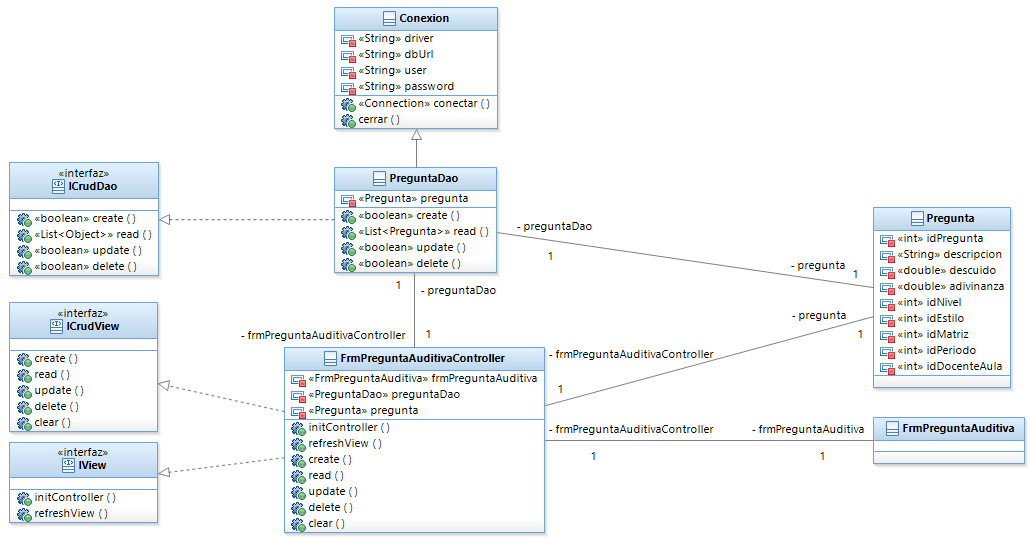 Conexion
«String» driver
«String» dbUrl
«String» user
«String» password
«Connection» conectar ( )
cerrar ( )
«interfaz»
ICrudDao
«boolean» create ( )
«List<Object>» read ( )
«boolean» update ( )
«boolean» delete ( )
PreguntaDao
«Pregunta» pregunta
«boolean» create ( )
«List<Pregunta>» read ( )
«boolean» update ( )
«boolean» delete ( )
- preguntaDao
1
- pregunta
1
Pregunta
«int» idPregunta
«String» descripcion
«double» descuido
«double» adivinanza
«int» idNivel
«int» idEstilo
«int» idMatriz
«int» idPeriodo
«int» idDocenteAula
1
- preguntaDao
- frmPreguntaAuditivaController
1
- pregunta
1
- frmPreguntaAuditivaController
1
«interfaz»
ICrudView
create ( )
read ( )
update ( )
delete ( )
clear ( )
FrmPreguntaAuditivaController
«FrmPreguntaAuditiva» frmPreguntaAuditiva
«PreguntaDao» preguntaDao
«Pregunta» pregunta
initController ( )
refreshView ( )
create ( )
read ( )
update ( )
delete ( )
clear ( )
- frmPreguntaAuditivaController
1
- frmPreguntaAuditiva
1
FrmPreguntaAuditiva
«interfaz»
IView
initController ( )
refreshView ( )